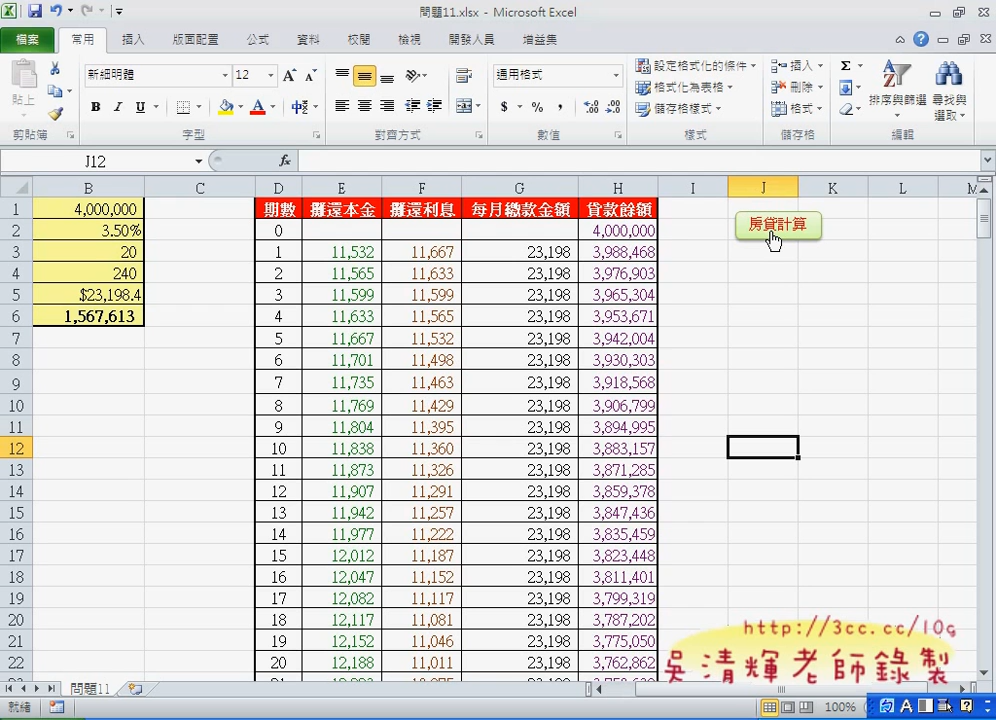 問題11.xlsx - Microsoft Excel
檔案 常用 插入 版面配置 公式 資料 校閱 檢視 開發人員 增益集
貼上 新細明體 12 A A 通用格式 設定格式化的條件 插入 Σ
B I U A $ % , 格式化為表格 刪除 排序與篩選 尋找與選取
儲存格樣式 格式
剪貼簿 字型 對齊方式 數值 樣式 儲存格 編輯
J12 fx
B C D E F G H I J K L M
1 4,000,000 期數 攤還本金 攤還利息 每月繳款金額 貸款餘額
2 3.50% 0 4,000,000 房貸計算
3 20 1 11,532 11,667 23,198 3,988,468
4 240 2 11,565 11,633 23,198 3,976,903
5 $23,198.4 3 11,599 11,599 23,198 3,965,304
6 1,567,613 4 11,633 11,565 23,198 3,953,671
7 5 11,667 11,532 23,198 3,942,004
8 6 11,701 11,498 23,198 3,930,303
9 7 11,735 11,463 23,198 3,918,568
10 8 11,769 11,429 23,198 3,906,799
11 9 11,804 11,395 23,198 3,894,995
12 10 11,838 11,360 23,198 3,883,157
13 11 11,873 11,326 23,198 3,871,285
14 12 11,907 11,291 23,198 3,859,378
15 13 11,942 11,257 23,198 3,847,436
16 14 11,977 11,222 23,198 3,835,459
17 15 12,012 11,187 23,198 3,823,448
18 16 12,047 11,152 23,198 3,811,401
19 17 12,082 11,117 23,198 3,799,319
20 18 12,117 11,081 23,198 3,787,202
21 19 12,152 11,046 23,198 3,775,050
22 20 12,188 11,011 23,198 3,762,862
http://3cc.cc/10g
吳清輝老師錄製
問題11
就緒 100%